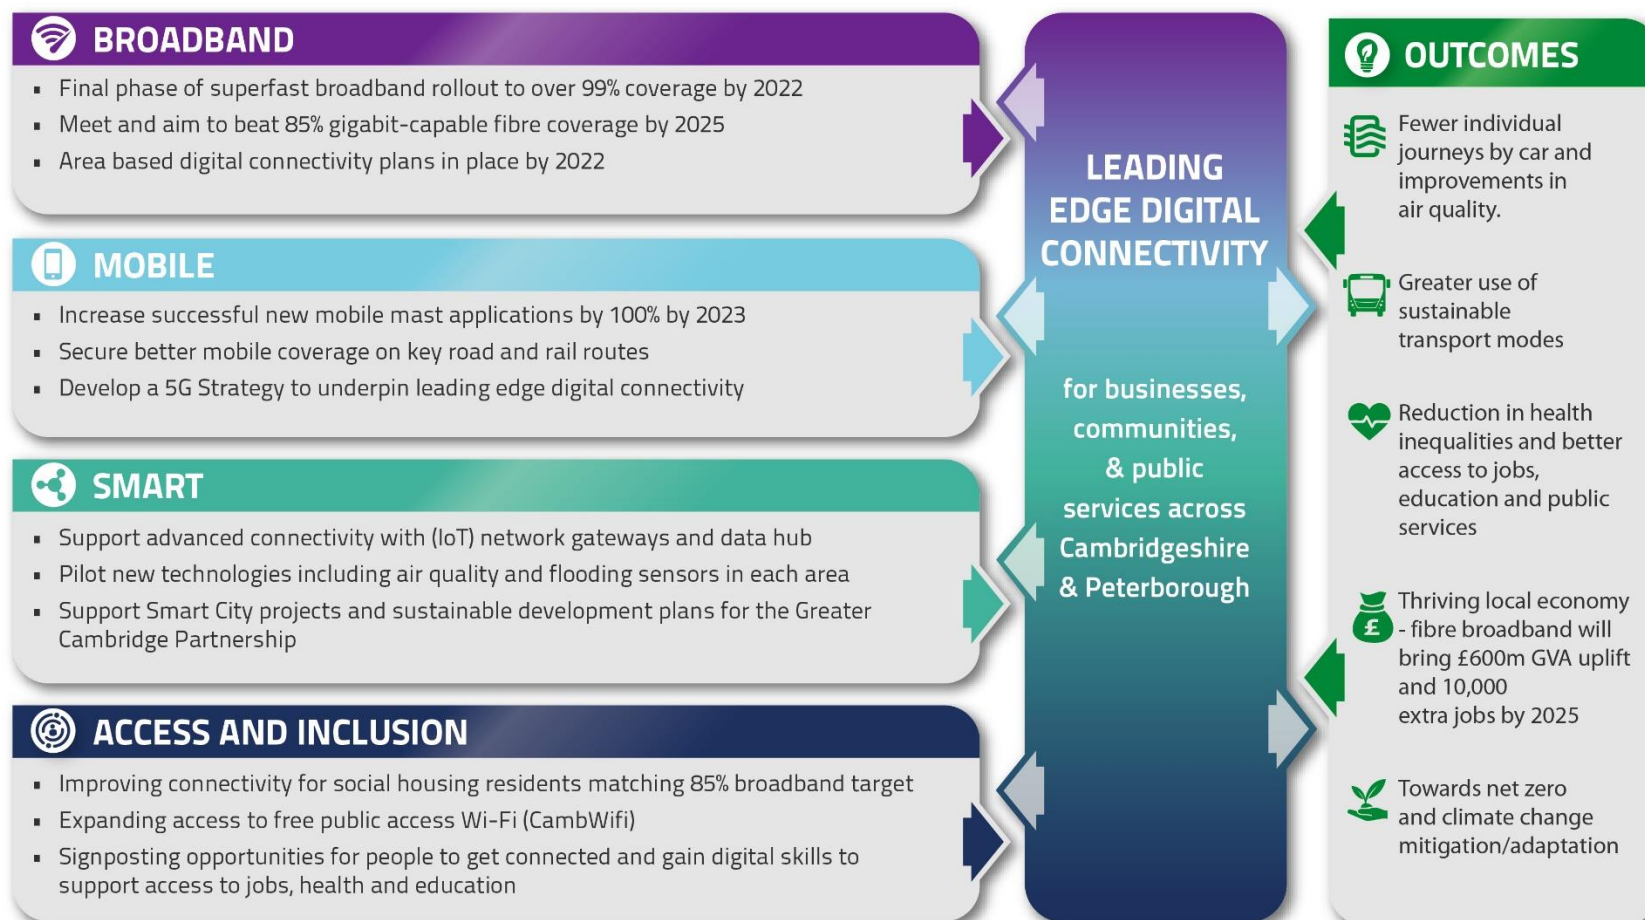 BROADBAND
▪ Final phase of superfast broadband rollout to over 99% coverage by 2022
▪ Meet and aim to beat 85% gigabit-capable fibre coverage by 2025
▪ Area based digital connectivity plans in place by 2022
MOBILE
▪ Increase successful new mobile mast applications by 100% by 2023
▪ Secure better mobile coverage on key road and rail routes
▪ Develop a 5G Strategy to underpin leading edge digital connectivity
SMART
▪ Support advanced connectivity with (IoT) network gateways and data hub
▪ Pilot new technologies including air quality and flooding sensors in each area
▪ Support Smart City projects and sustainable development plans for the Greater
Cambridge Partnership
ACCESS AND INCLUSION
▪ Improving connectivity for social housing residents matching 85% broadband target
▪ Expanding access to free public access Wi-Fi (CambWifi)
▪ Signposting opportunities for people to get connected and gain digital skills to
support access to jobs, health and education
LEADING
EDGE DIGITAL
CONNECTIVITY
for businesses,
communities,
& public
services across
Cambridgeshire
& Peterborough
OUTCOMES
Fewer individual
journeys by car and
improvements in
air quality.
Greater use of
sustainable
transport modes
Reduction in health
inequalities and better
access to jobs,
education and public
services
£
Thriving local economy
- fibre broadband will
bring £600m GVA uplift
and 10,000
extra jobs by 2025
Towards net zero
and climate change
mitigation/adaptation